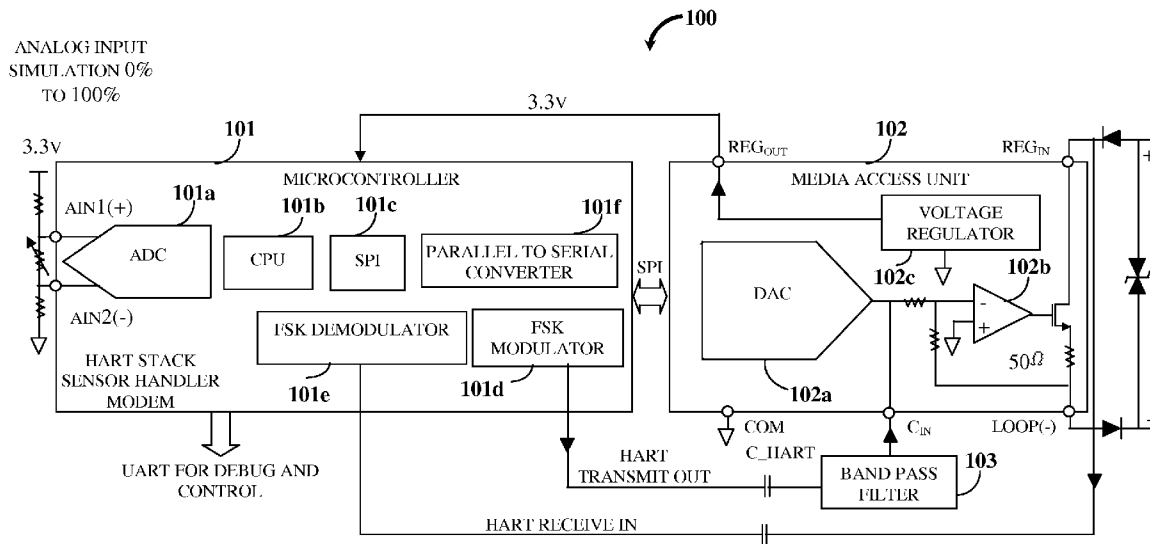 100
ANALOG INPUT
SIMULATION 0%
TO 100%
3.3V
3.3V
101
REG_OUT
102
REG_IN
MICROCONTROLLER
MEDIA ACCESS UNIT
101a
AIN1(+)
ADC
101b
CPU
101c
SPI
101f
PARALLEL TO SERIAL
CONVERTER
SPI
VOLTAGE
REGULATOR
102c
102b
DAC
-
+
50Ω
AIN2(-)
FSK DEMODULATOR
FSK
MODULATOR
HART STACK
SENSOR HANDLER
MODEM
101e
101d
102a
COM
C_IN
LOOP(-)
UART FOR DEBUG AND
CONTROL
HART
TRANSMIT OUT
C_HART
BAND PASS
FILTER
103
HART RECEIVE IN
+
-